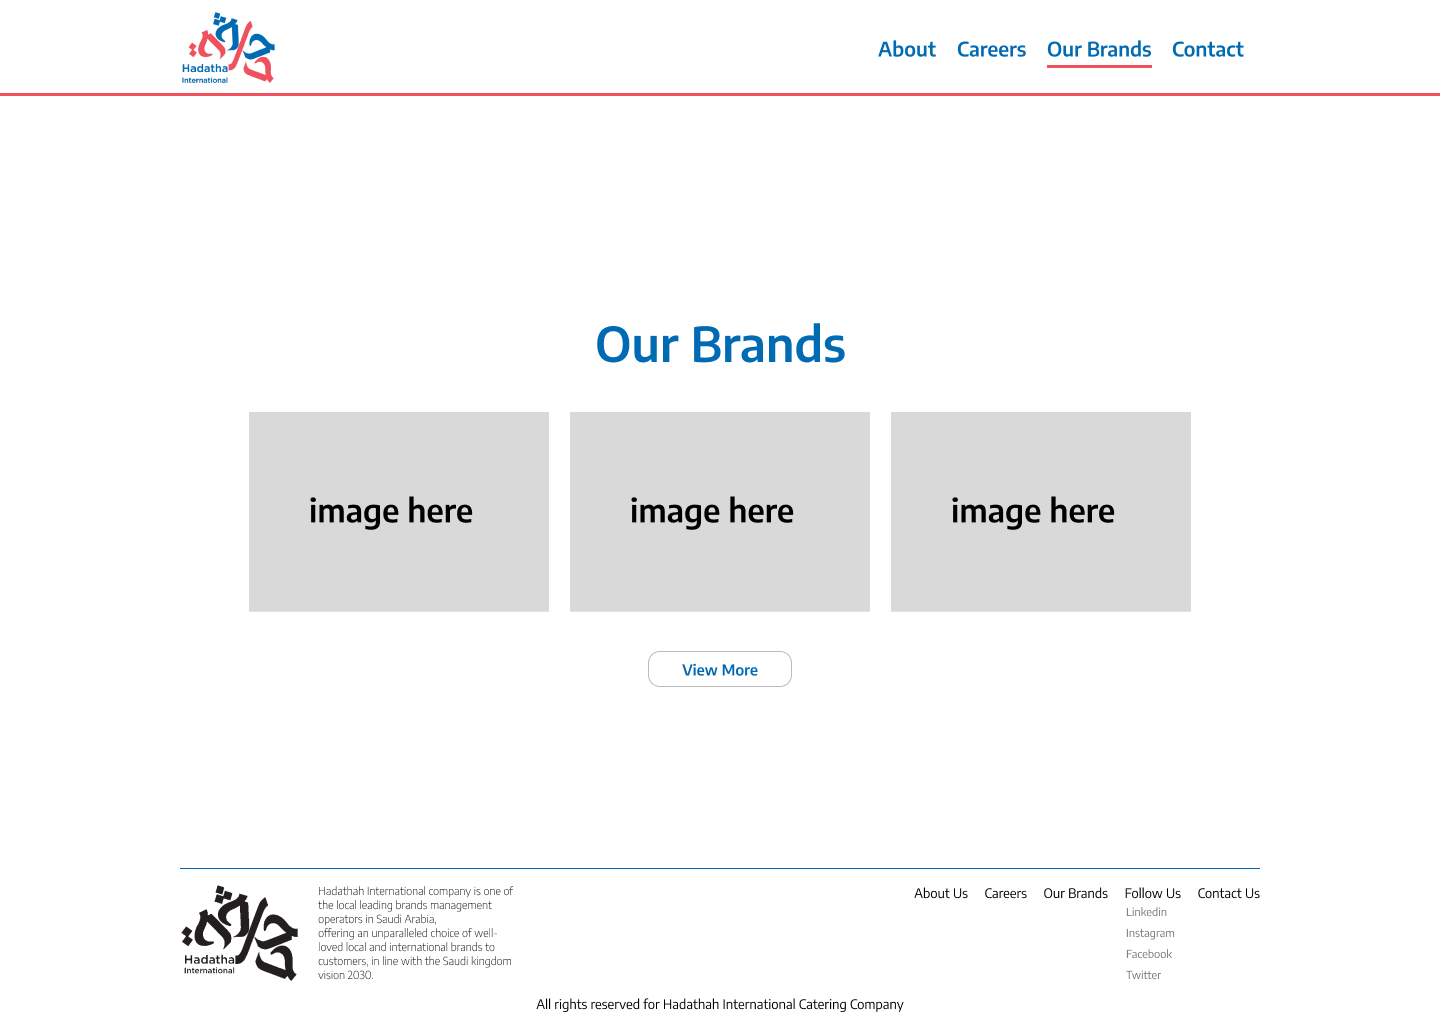 Hadatha
International
About Careers Our Brands Contact
Our Brands
image here image here image here
View More
Hadatha
International
Hadathah International company is one of
the local leading brands management
operators in Saudi Arabia,
offering an unparalleled choice of well-
loved local and international brands to
customers, in line with the Saudi kingdom
vision 2030.
About Us Careers Our Brands Follow Us Contact Us
Linkedin
Instagram
Facebook
Twitter
All rights reserved for Hadathah International Catering Company